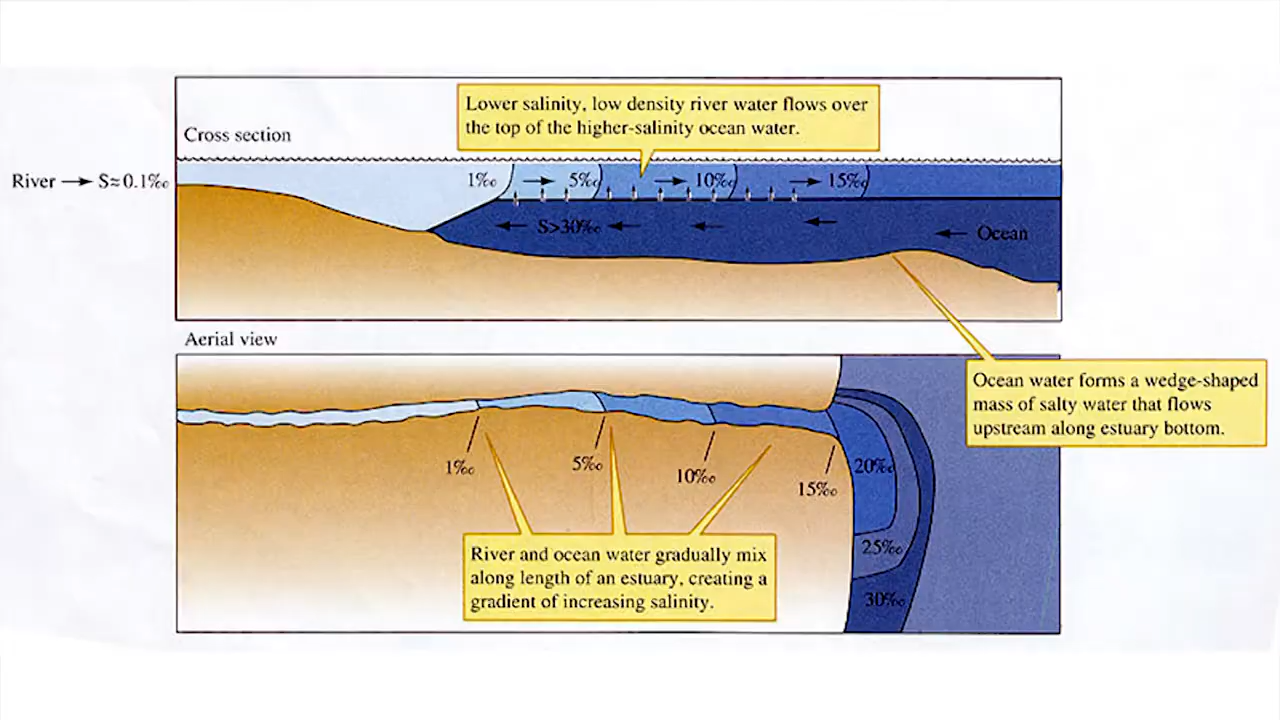 Lower salinity, low density river water flows over
the top of the higher-salinity ocean water.
Cross section
River → S≈0.1‰
1‰ → 5‰ → 10‰ → 15‰
← S>30‰ ← ← ← ← Ocean
Aerial view
Ocean water forms a wedge-shaped
mass of salty water that flows
upstream along estuary bottom.
1‰
5‰
10‰
15‰
20‰
25‰
30‰
River and ocean water gradually mix
along length of an estuary, creating a
gradient of increasing salinity.